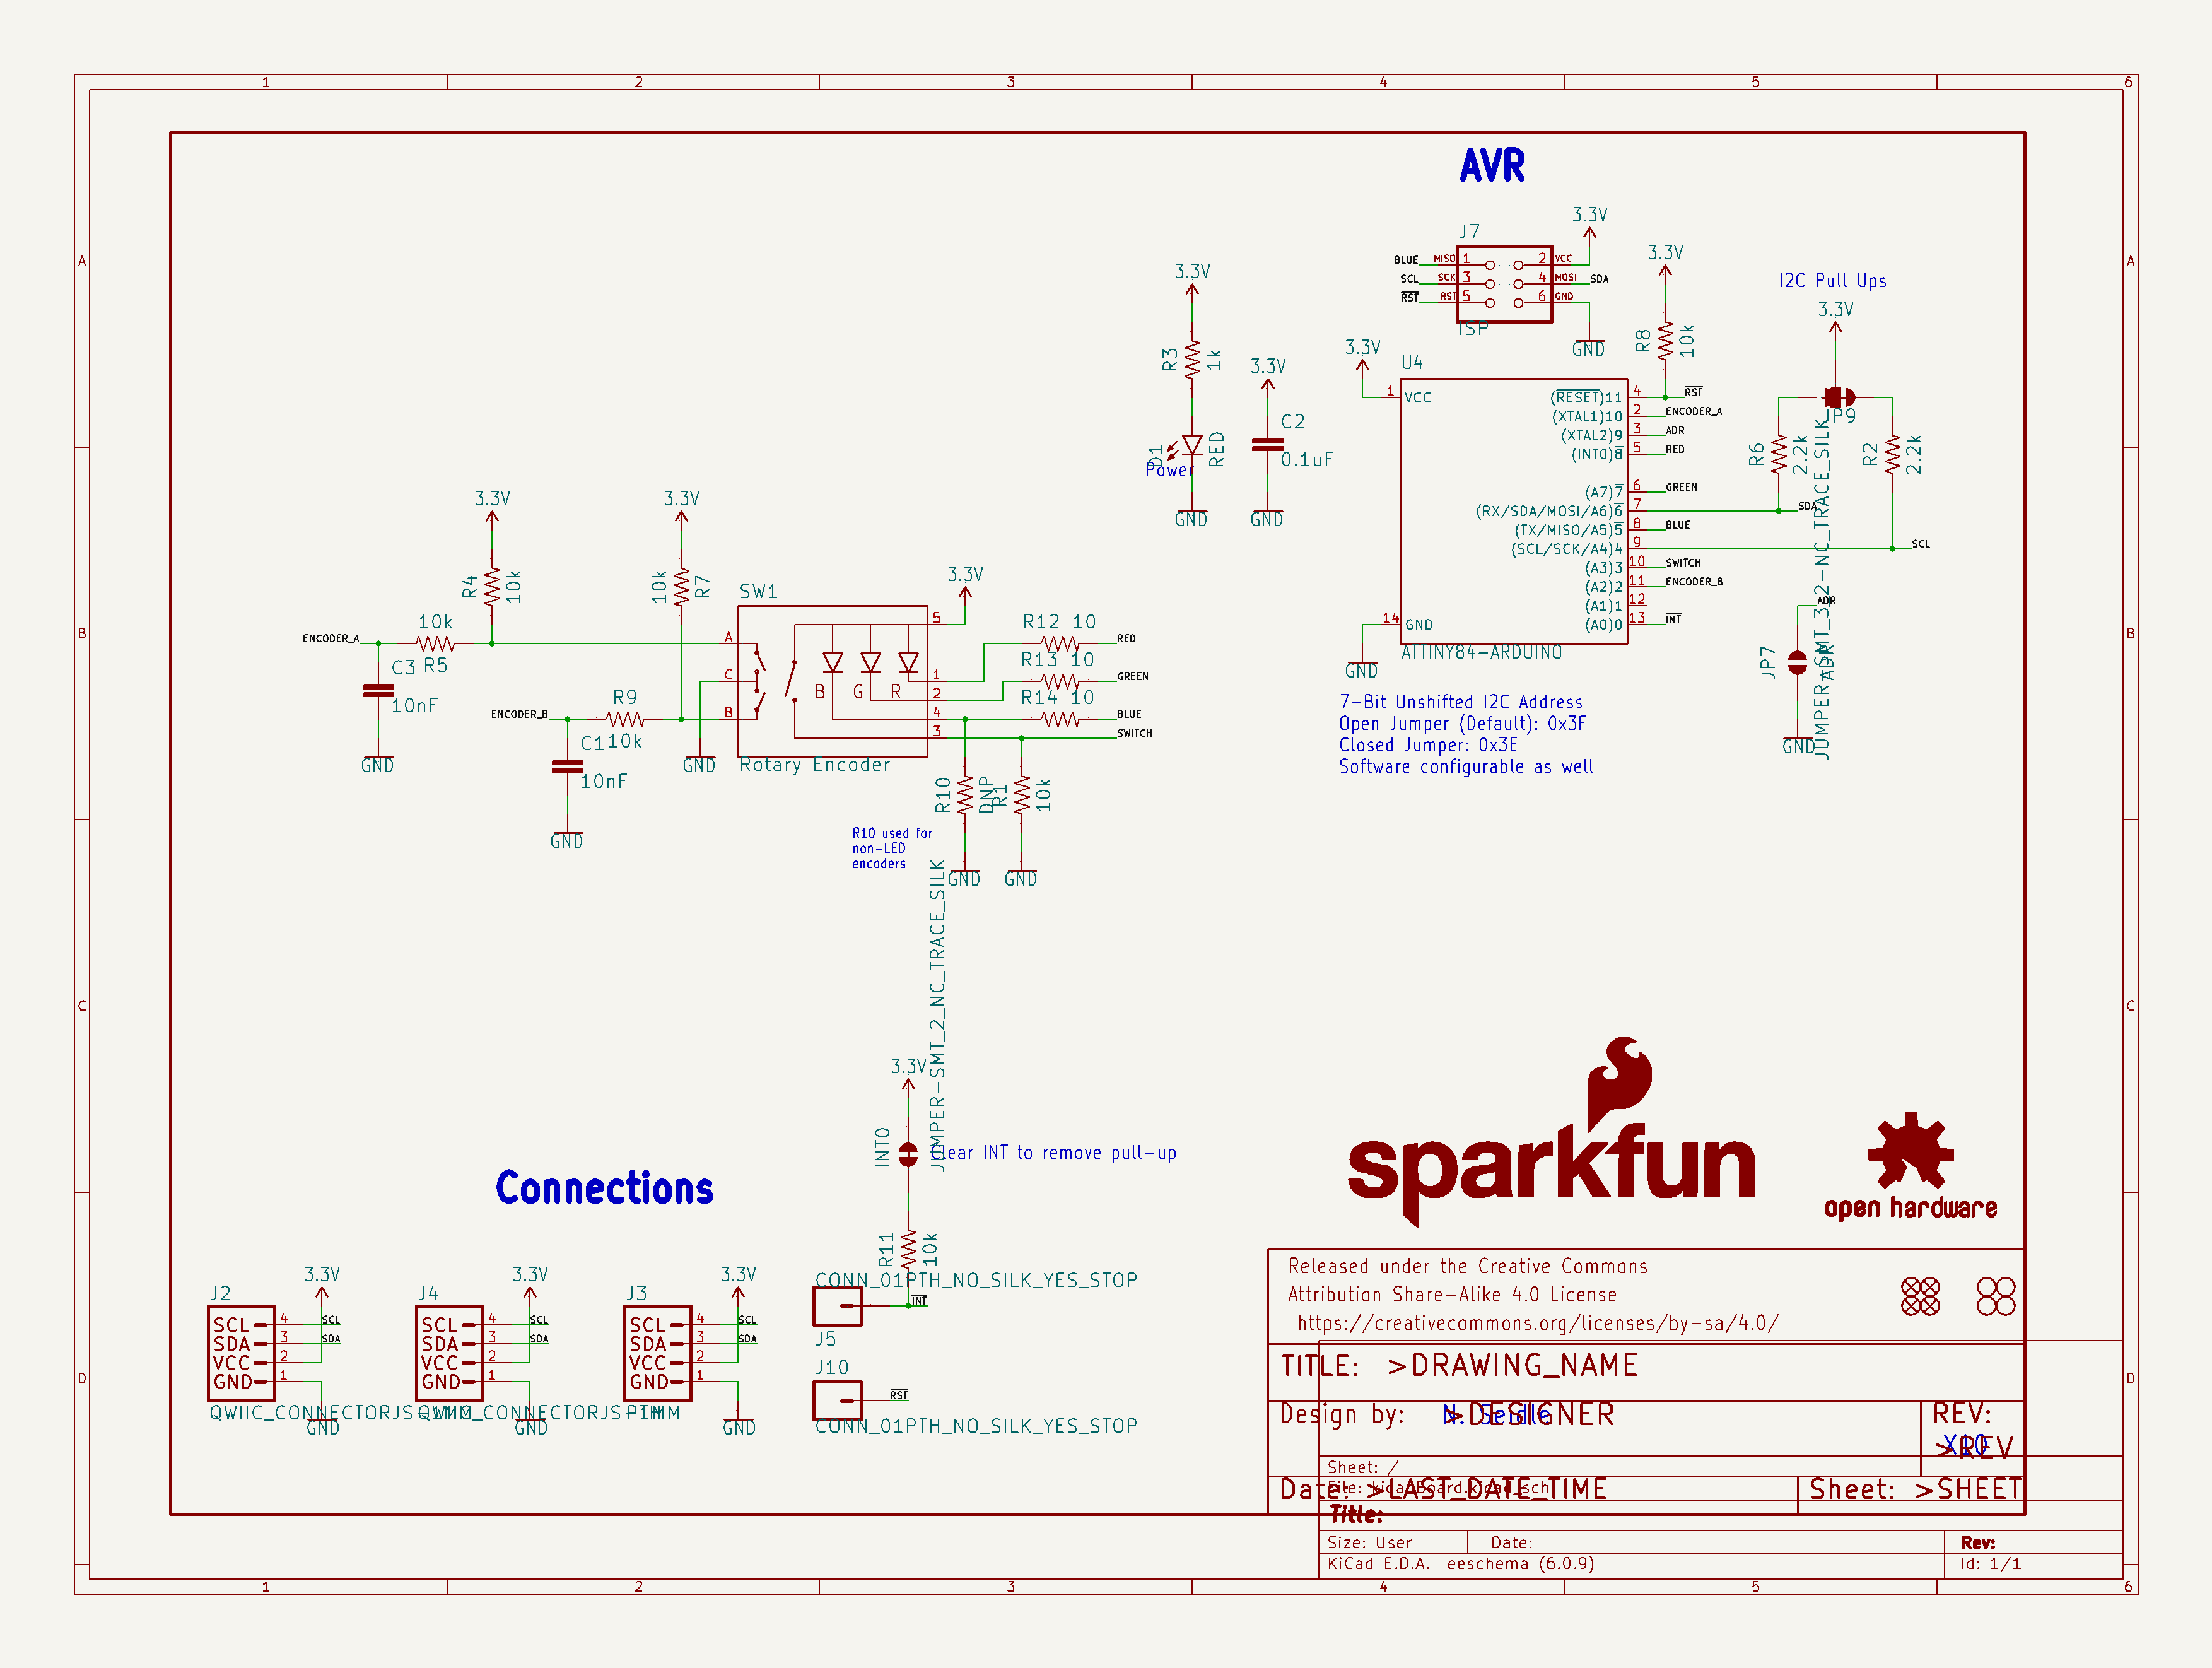 1 2 3 4 5 6
A
B
C
D
A
B
C
D
AVR
J7
3.3V
BLUE MISO 1 2 VCC
SCL SCK 3 4 MOSI SDA
RST RST 5 6 GND
ISP
GND
3.3V
R8
10k
3.3V
R3
1k
D1
RED
Power
GND
3.3V
C2
0.1uF
GND
3.3V
U4
1 VCC
14 GND
GND
(RESET)11 4 RST
(XTAL1)10 2 ENCODER_A
(XTAL2)9 3 ADR
(INT0)8 5 RED
(A7)7 6 GREEN
(RX/SDA/MOSI/A6)6 7 SDA
(TX/MISO/A5)5 8 BLUE
(SCL/SCK/A4)4 9 SCL
(A3)3 10 SWITCH
(A2)2 11 ENCODER_B
(A1)1 12
(A0)0 13 INT
ATTINY84-ARDUINO
7-Bit Unshifted I2C Address
Open Jumper (Default): 0x3F
Closed Jumper: 0x3E
Software configurable as well
I2C Pull Ups
3.3V
JP9
R6
2.2k
R2
2.2k
ADR
JP7
ADR
GND
3.3V
R4
10k
3.3V
10k
R7
ENCODER_A
10k
R5
C3
10nF
GND
ENCODER_B
R9
10k
C1
10nF
GND
GND
SW1
A
C
B
B G R
5
1
2
4
3
Rotary Encoder
3.3V
R12 10 RED
R13 10 GREEN
R14 10 BLUE
SWITCH
R10
DNP
R1
10k
GND
GND
R10 used for
non-LED
encoders
JUMPER-SMT_2_NC_TRACE_SILK
3.3V
INT0
Clear INT to remove pull-up
R11
10k
CONN_01PTH_NO_SILK_YES_STOP
INT
J5
J10
RST
CONN_01PTH_NO_SILK_YES_STOP
Connections
J2
3.3V
SCL 4 SCL
SDA 3 SDA
VCC 2
GND 1
GND
J4
3.3V
SCL 4 SCL
SDA 3 SDA
VCC 2
GND 1
GND
J3
3.3V
SCL 4 SCL
SDA 3 SDA
VCC 2
GND 1
GND
sparkfun
open hardware
Released under the Creative Commons
Attribution Share-Alike 4.0 License
https://creativecommons.org/licenses/by-sa/4.0/
TITLE: >DRAWING_NAME
Design by: >DESIGNER
REV:
>REV
Sheet: /
Date: >LAST_DATE_TIME
Sheet: >SHEET
Title:
Size: User Date: Rev:
KiCad E.D.A. eeschema (6.0.9) Id: 1/1
1 2 3 4 5 6